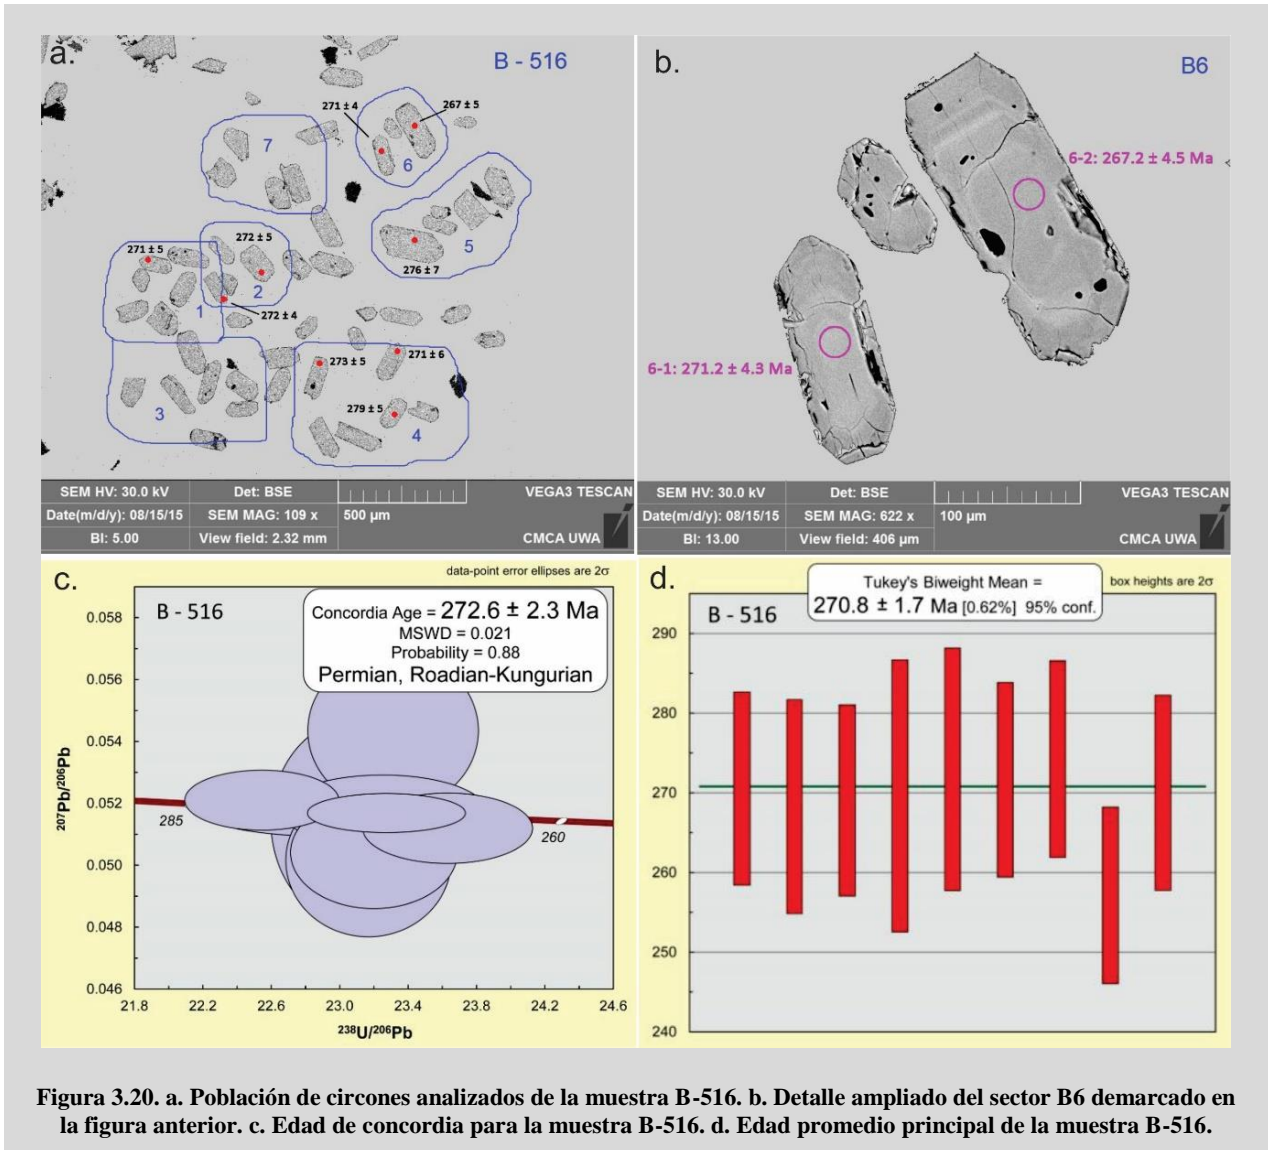 a.
B - 516
271 ± 4
267 ± 5
7
6
5
276 ± 7
271 ± 5
272 ± 5
2
1
272 ± 4
273 ± 5
271 ± 6
279 ± 5
3
4
SEM HV: 30.0 kV
Det: BSE
VEGA3 TESCAN
Date(m/d/y): 08/15/15
SEM MAG: 109 x
500 µm
BI: 5.00
View field: 2.32 mm
CMCA UWA
b.
B6
6-2: 267.2 ± 4.5 Ma
6-1: 271.2 ± 4.3 Ma
SEM HV: 30.0 kV
Det: BSE
VEGA3 TESCAN
Date(m/d/y): 08/15/15
SEM MAG: 622 x
100 µm
BI: 13.00
View field: 406 µm
CMCA UWA
c.
data-point error ellipses are 2σ
B - 516
Concordia Age = 272.6 ± 2.3 Ma
MSWD = 0.021
Probability = 0.88
Permian, Roadian-Kungurian
0.058
0.056
0.054
0.052
0.050
0.048
0.046
207Pb/206Pb
285
260
21.8 22.2 22.6 23.0 23.4 23.8 24.2 24.6
238U/206Pb
d.
Tukey's Biweight Mean =
270.8 ± 1.7 Ma [0.62%] 95% conf.
box heights are 2σ
B - 516
290
280
270
260
250
240
Figura 3.20. a. Población de circones analizados de la muestra B-516. b. Detalle ampliado del sector B6 demarcado en
la figura anterior. c. Edad de concordia para la muestra B-516. d. Edad promedio principal de la muestra B-516.